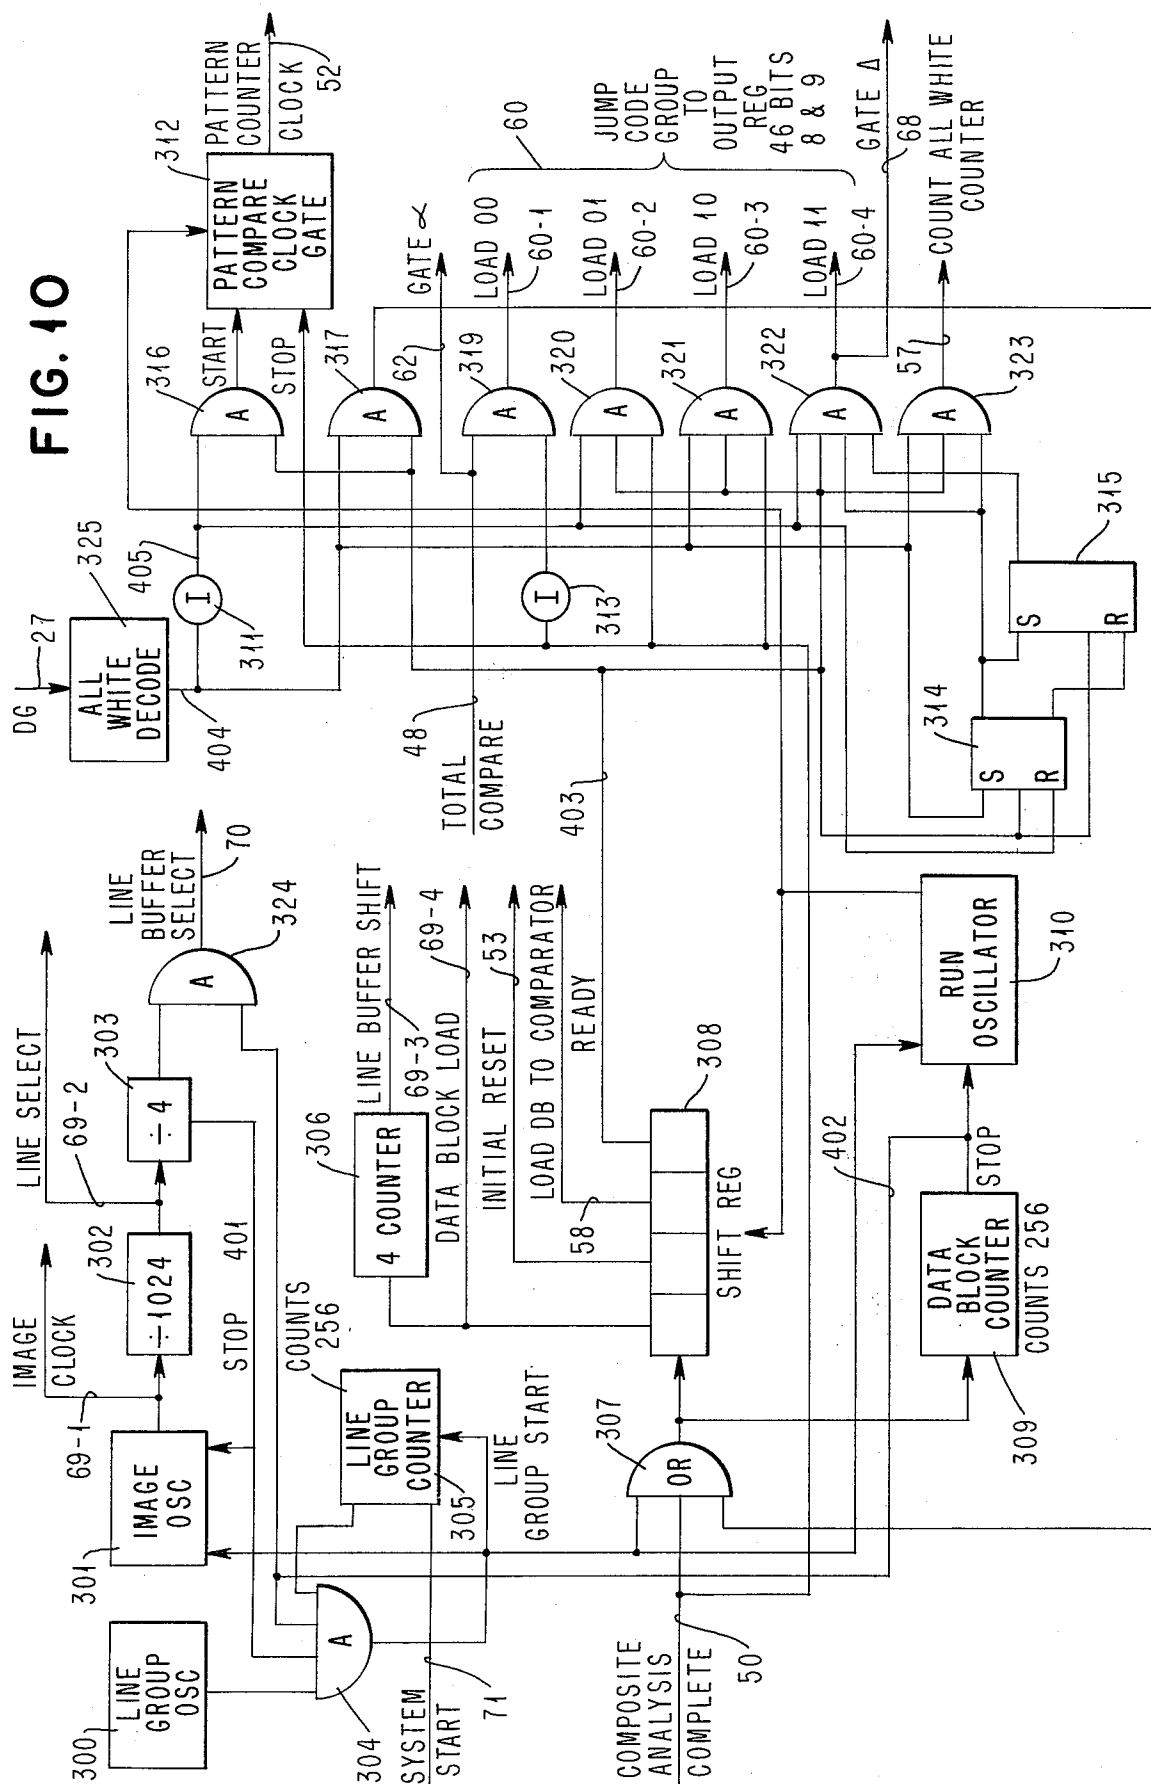 FIG. 10
300
LINE
GROUP
OSC
301
IMAGE
OSC
69-1
IMAGE
CLOCK
302
÷1024
69-2
LINE SELECT
303
÷4
LINE
BUFFER
SELECT
70
A
324
STOP
401
304
A
SYSTEM
START
71
305
LINE
GROUP
COUNTER
COUNTS
256
LINE
GROUP START
306
4 COUNTER
LINE BUFFER SHIFT
69-3
DATA BLOCK LOAD
69-4
INITIAL RESET
53
LOAD DB TO COMPARATOR
58
READY
308
SHIFT REG
307
OR
COMPOSITE
ANALYSIS
COMPLETE
50
309
DATA
BLOCK
COUNTER
COUNTS 256
STOP
402
RUN
OSCILLATOR
310
DG
27
ALL
WHITE
DECODE
325
404
405
I
311
TOTAL
COMPARE
48
403
I
313
314
S
R
315
S
R
316
A
START
STOP
317
A
312
PATTERN
COMPARE
CLOCK
GATE
PATTERN
COUNTER
CLOCK
52
62
GATE α
319
A
LOAD 00
60-1
320
A
LOAD 01
60-2
321
A
LOAD 10
60-3
322
A
LOAD 11
60-4
60
JUMP
CODE
GROUP
TO
OUTPUT
REG
46 BITS
8 & 9
GATE Δ
68
A
57
323
COUNT ALL WHITE
COUNTER